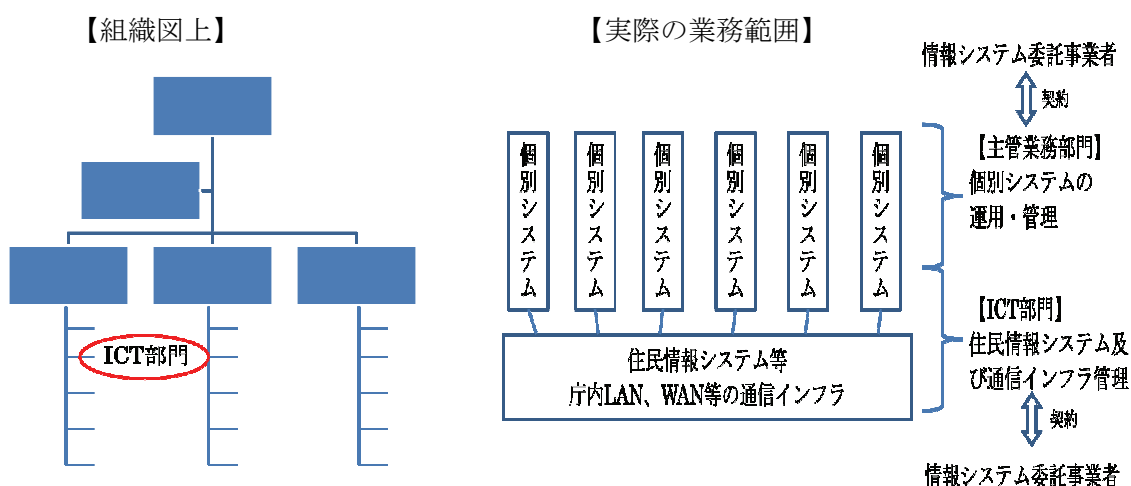 【組織図上】
【実際の業務範囲】
ICT部門
個別システム
個別システム
個別システム
個別システム
個別システム
個別システム
住民情報システム等
庁内LAN、WAN等の通信インフラ
情報システム委託事業者
契約
【主管業務部門】
個別システムの
運用・管理
【ICT部門】
住民情報システム及
び通信インフラ管理
契約
情報システム委託事業者